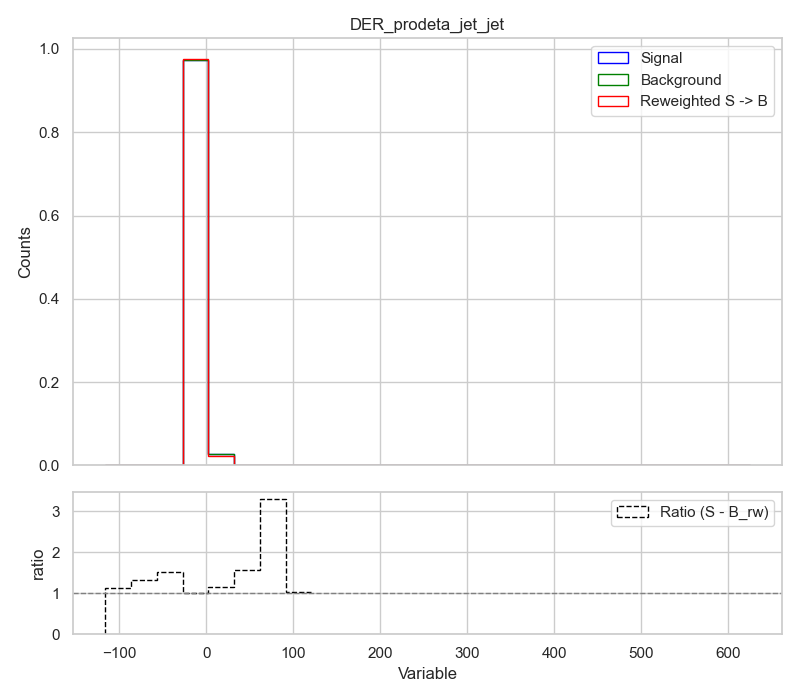 DER_prodeta_jet_jet
Signal
Background
Reweighted S -> B
1.0
0.8
0.6
0.4
0.2
0.0
Counts
Ratio (S - B_rw)
3
2
1
0
ratio
−100
0
100
200
300
400
500
600
Variable